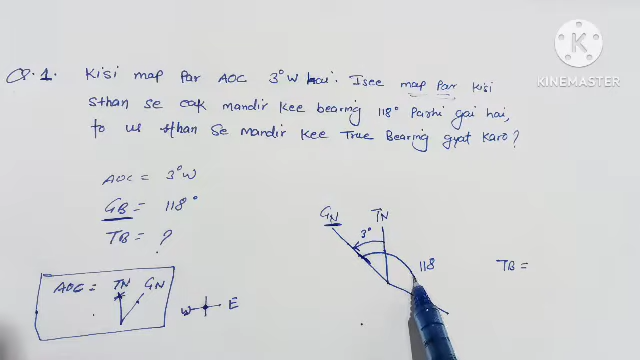 Q.1. Kisi map Par AOC 3°W hai. Isee map Par Kisi
Sthan se eak mandir kee bearing 118° Parhi gai hai,
to us sthan se mandir kee True Bearing gyat Karo?
AOC = 3°W
GB = 118°
TB = ?
AOC = TN GN
W E
GN TN
3°
118
TB =
KINEMASTER